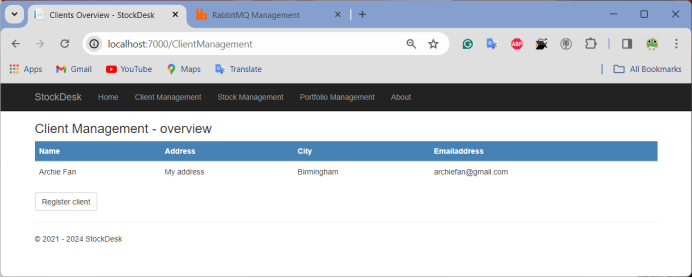 Clients Overview - StockDesk
RabbitMQ Management
localhost:7000/ClientManagement
ABP
Apps Gmail YouTube Maps Translate All Bookmarks
StockDesk Home Client Management Stock Management Portfolio Management About
Client Management - overview
Name Address City Emailaddress
Archie Fan My address Birmingham archiefan@gmail.com
Register client
© 2021 - 2024 StockDesk